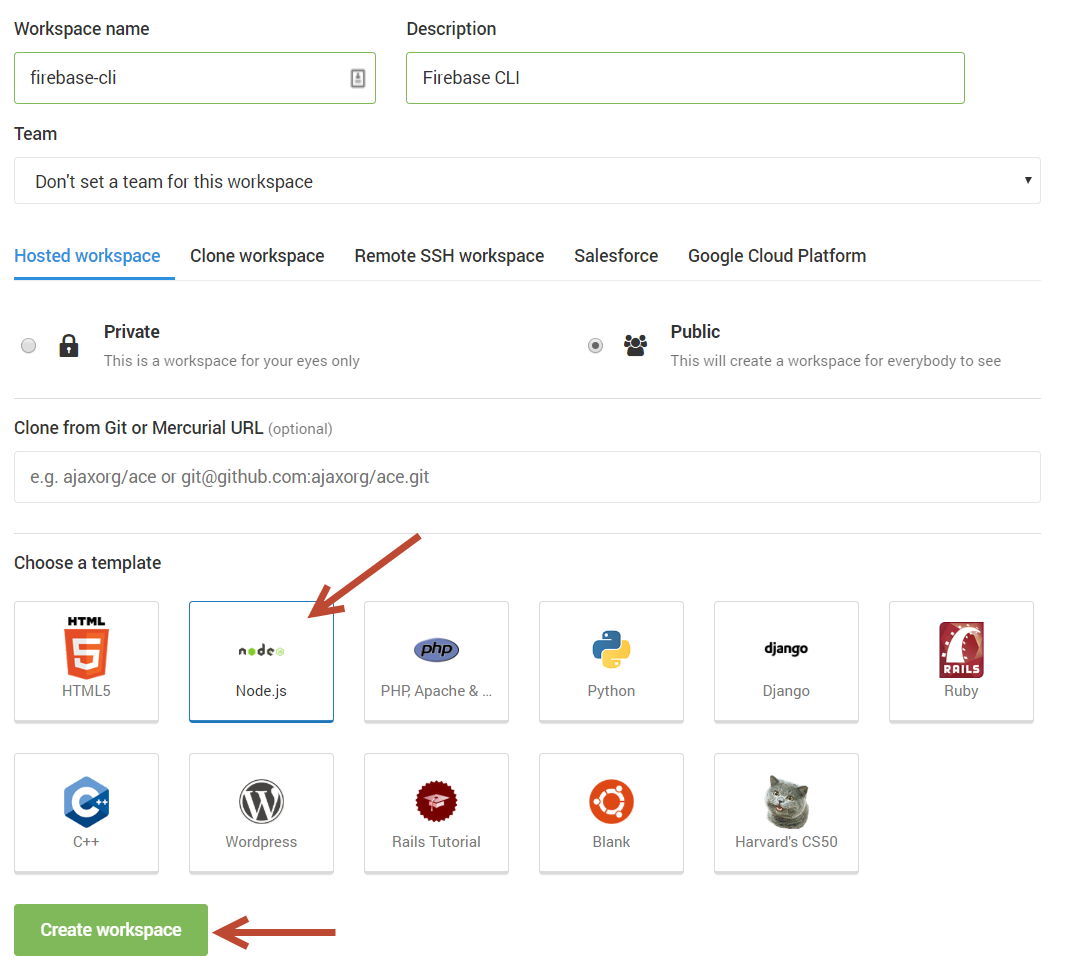 Workspace name
Description
firebase-cli
Firebase CLI
Team
Don't set a team for this workspace
Hosted workspace Clone workspace Remote SSH workspace Salesforce Google Cloud Platform
Private
This is a workspace for your eyes only
Public
This will create a workspace for everybody to see
Clone from Git or Mercurial URL (optional)
e.g. ajaxorg/ace or git@github.com:ajaxorg/ace.git
Choose a template
HTML
5
HTML5
node
Node.js
php
PHP, Apache & ...
Python
django
Django
RAILS
Ruby
C++
C++
W
Wordpress
Rails Tutorial
Blank
Harvard's CS50
Create workspace